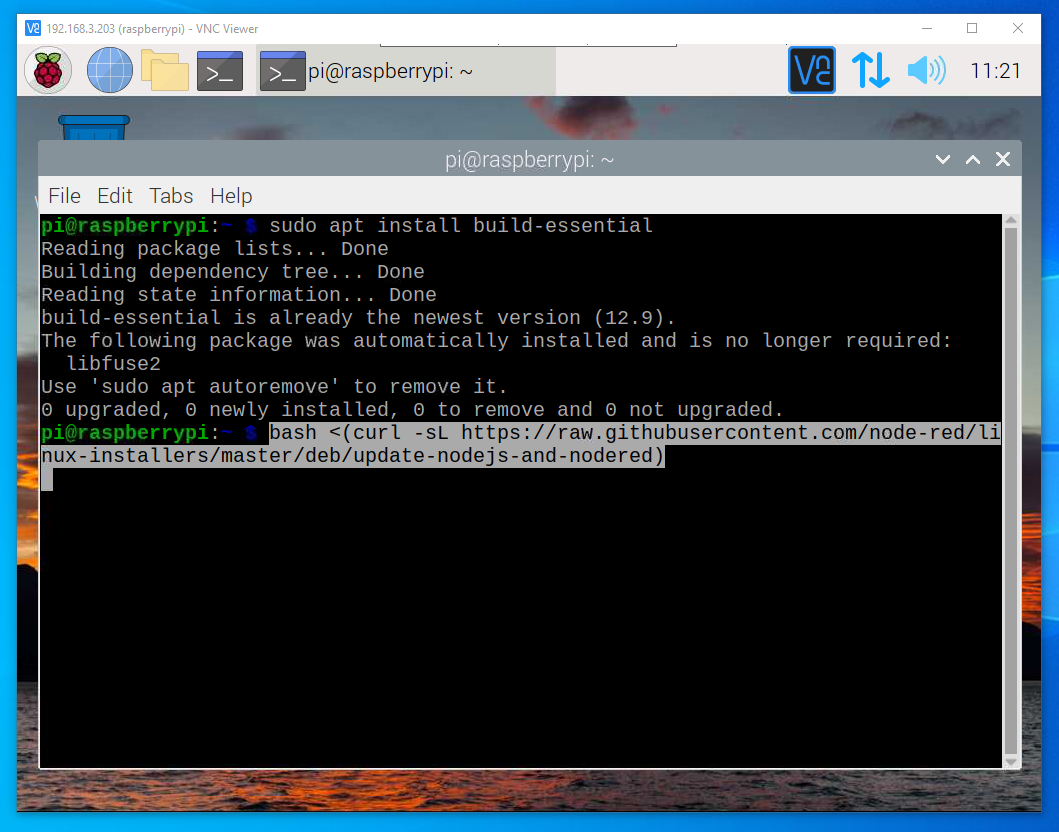 192.168.3.203 (raspberrypi) - VNC Viewer
pi@raspberrypi: ~
11:21
pi@raspberrypi: ~
File Edit Tabs Help
pi@raspberrypi:~ $ sudo apt install build-essential
Reading package lists... Done
Building dependency tree... Done
Reading state information... Done
build-essential is already the newest version (12.9).
The following package was automatically installed and is no longer required:
libfuse2
Use 'sudo apt autoremove' to remove it.
0 upgraded, 0 newly installed, 0 to remove and 0 not upgraded.
pi@raspberrypi:~ $ bash <(curl -sL https://raw.githubusercontent.com/node-red/li
nux-installers/master/deb/update-nodejs-and-nodered)